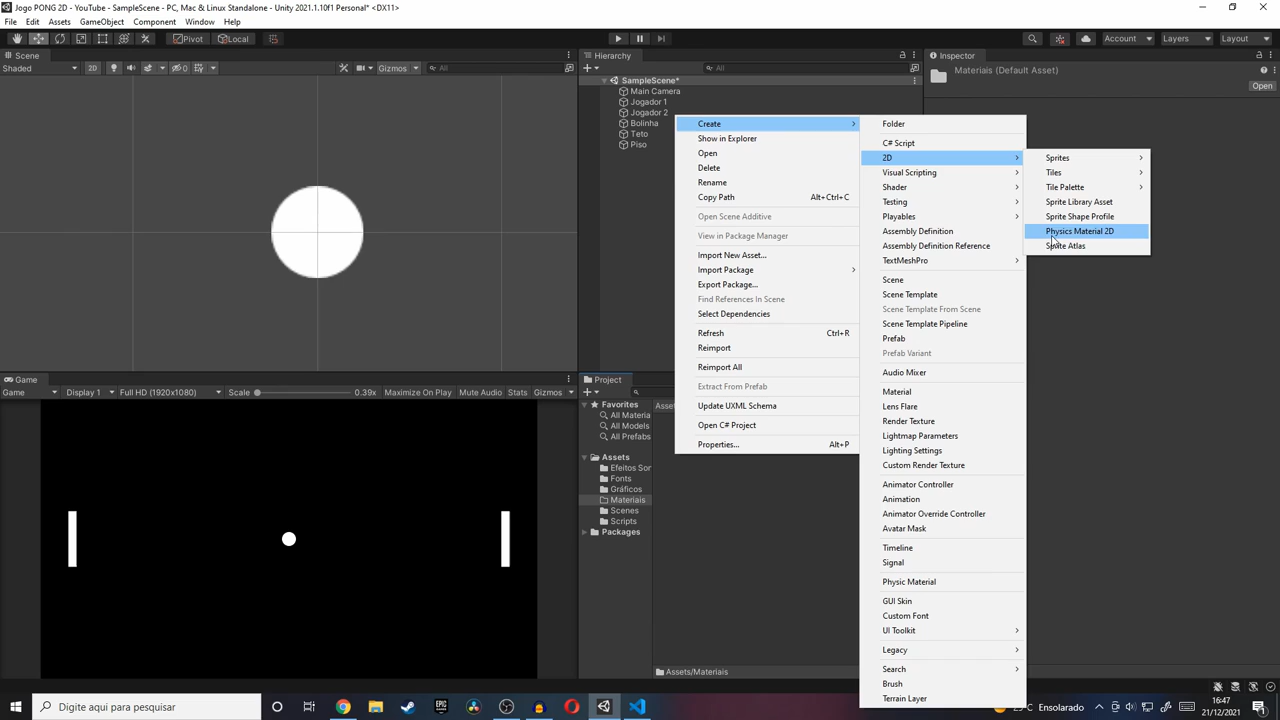 Jogo PONG 2D - YouTube - SampleScene - PC, Mac & Linux Standalone - Unity 2021.1.10f1 Personal* <DX11>
File Edit Assets GameObject Component Window Help
Pivot Local Account Layers Layout
Scene
Shaded 2D 0 Gizmos All
Hierarchy
All
SampleScene*
Main Camera
Jogador 1
Jogador 2
Bolinha
Teto
Piso
Inspector
Materiais (Default Asset)
Open
Create
Show in Explorer
Open
Delete
Rename
Copy Path Alt+Ctrl+C
Open Scene Additive
View in Package Manager
Import New Asset...
Import Package
Export Package...
Find References In Scene
Select Dependencies
Refresh Ctrl+R
Reimport
Reimport All
Extract From Prefab
Update UXML Schema
Open C# Project
Properties... Alt+P
Folder
C# Script
2D
Visual Scripting
Shader
Testing
Playables
Assembly Definition
Assembly Definition Reference
TextMeshPro
Scene
Scene Template
Scene Template From Scene
Scene Template Pipeline
Prefab
Prefab Variant
Audio Mixer
Material
Lens Flare
Render Texture
Lightmap Parameters
Lighting Settings
Custom Render Texture
Animator Controller
Animation
Animator Override Controller
Avatar Mask
Timeline
Signal
Physic Material
GUI Skin
Custom Font
UI Toolkit
Legacy
Search
Brush
Terrain Layer
Sprites
Tiles
Tile Palette
Sprite Library Asset
Sprite Shape Profile
Physics Material 2D
Sprite Atlas
Game
Game Display 1 Full HD (1920x1080) Scale 0.39x Maximize On Play Mute Audio Stats Gizmos
Project
Favorites
All Materia
All Models
All Prefabs
Assets
Efeitos Sor
Fonts
Gráficos
Materiais
Scenes
Scripts
Packages
Asset
Assets/Materiais
Digite aqui para pesquisar
EPIC
25° Ensolarado
16:47
21/12/2021